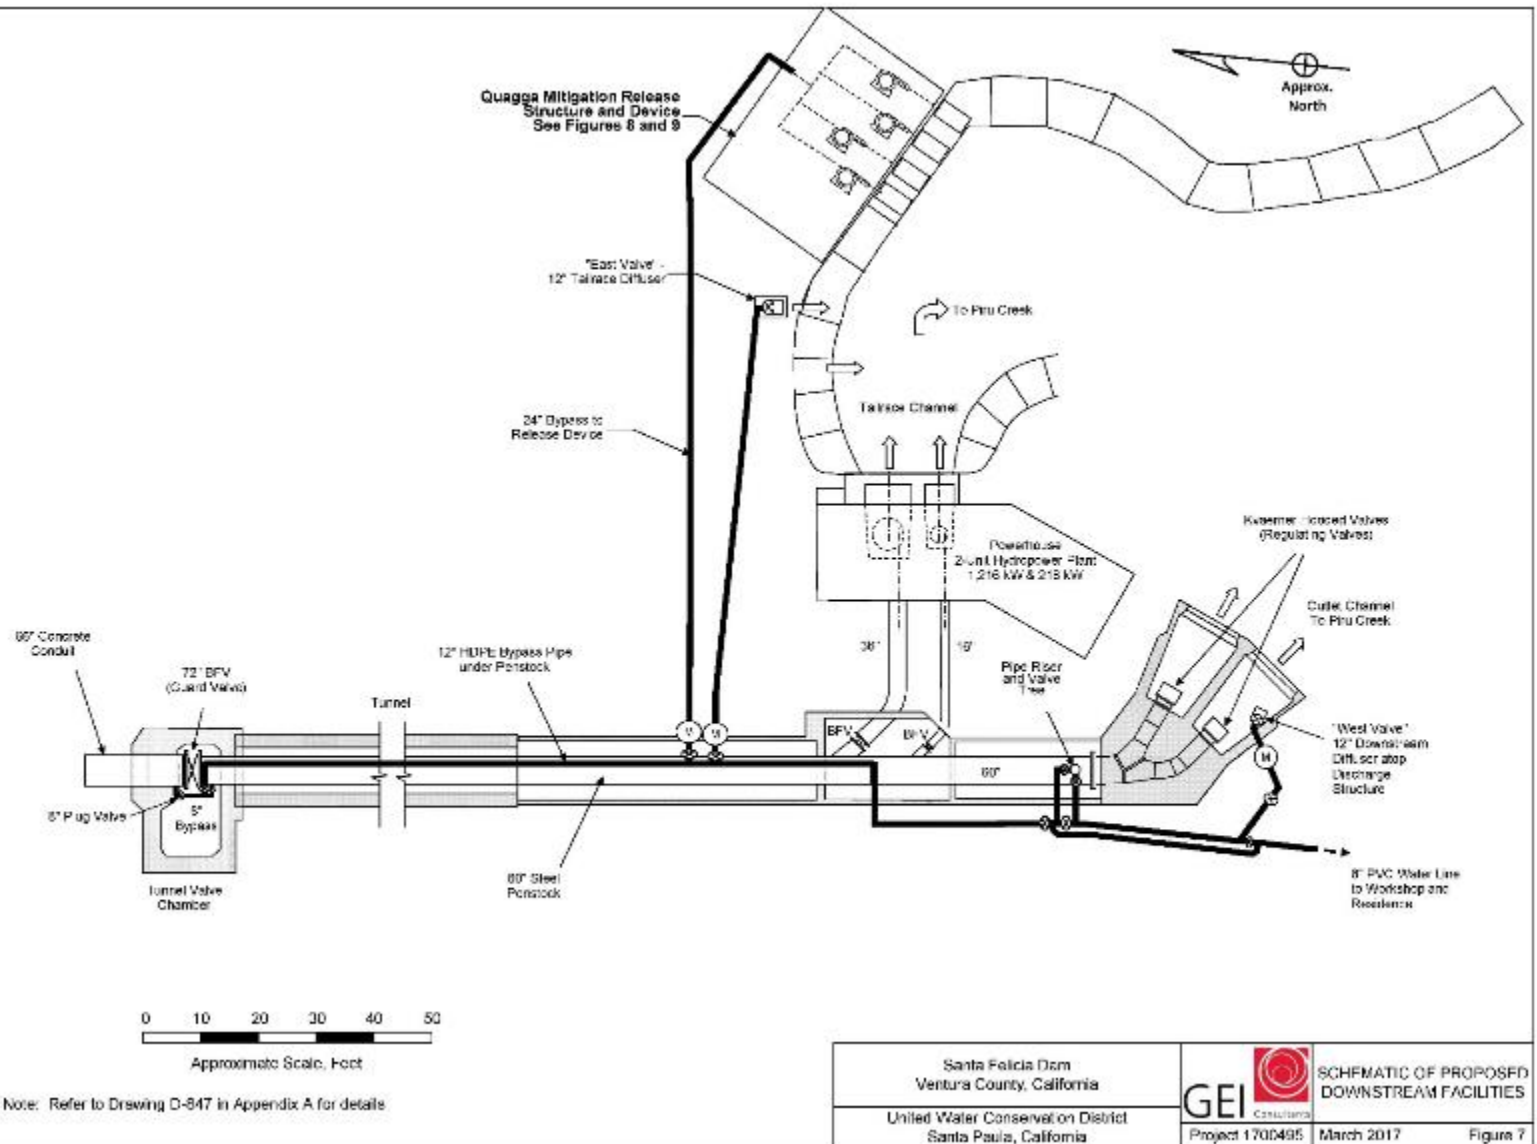 Approx.
North
Quagga Mitigation Release
Structure and Device
See Figures 8 and 9
"East Valve" -
12" Tailrace Diffuser
To Piru Creek
24" Bypass to
Release Device
Tailrace Channel
Kvaerner Hooded Valves
(Regulating Valves)
Powerhouse
2-Unit Hydropower Plant
1,216 kW & 218 kW
Outlet Channel
To Piru Creek
66" Concrete
Conduit
72" BFV
(Guard Valve)
Tunnel
12" HDPE Bypass Pipe
under Penstock
36"
16"
Pipe Riser
and Valve
Tree
M
M
BFV
BFV
60"
"West Valve"
12" Downstream
Diffuser atop
Discharge
Structure
M
Plug Valve
Bypass
Tunnel Valve
Chamber
Steel
Penstock
8" PVC Water Line
to Workshop and
Residence
0 10 20 30 40 50
Approximate Scale, Feet
Note: Refer to Drawing D-647 in Appendix A for details
Santa Felicia Dam
Ventura County, California
United Water Conservation District
Santa Paula, California
GEI
Consultants
SCHEMATIC OF PROPOSED
DOWNSTREAM FACILITIES
Project 1700495
March 2017
Figure 7